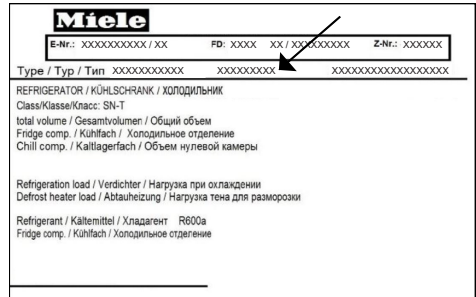 Miele
E-Nr.: XXXXXXXXXX / XX FD: XXXX XX / XXXXXXXXX Z-Nr.: XXXXXX
Type / Typ / Тип XXXXXXXXXXX XXXXXXXXX XXXXXXXXXXXXXXXXXX
REFRIGERATOR / KÜHLSCHRANK / ХОЛОДИЛЬНИК
Class/Klasse/Класс: SN-T
total volume / Gesamtvolumen / Общий объем
Fridge comp. / Kühlfach / Холодильное отделение
Chill comp. / Kaltlagerfach / Объем нулевой камеры
Refrigeration load / Verdichter / Нагрузка при охлаждении
Defrost heater load / Abtauheizung / Нагрузка тена для разморозки
Refrigerant / Kältemittel / Хладагент R600a
Fridge comp. / Kühlfach / Холодильное отделение